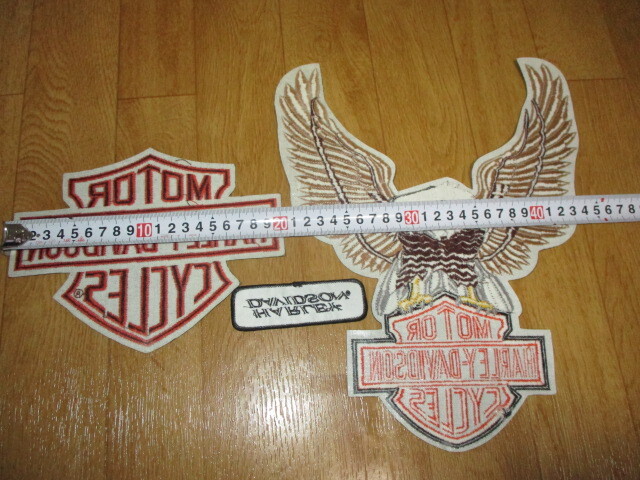 MOTOR
HARLEY-DAVIDSON
CYCLES
®
2 3 4 5 6 7 8 9 10 1 2 3 4 5 6 7 8 9 20 1 2 3 4 5 6 7 8 9 30 1 2 3 4 5 6 7 8 9 40 1 2 3 4 5 6 7 8
HARLEY
DAVIDSON
MOTOR
HARLEY-DAVIDSON
CYCLES